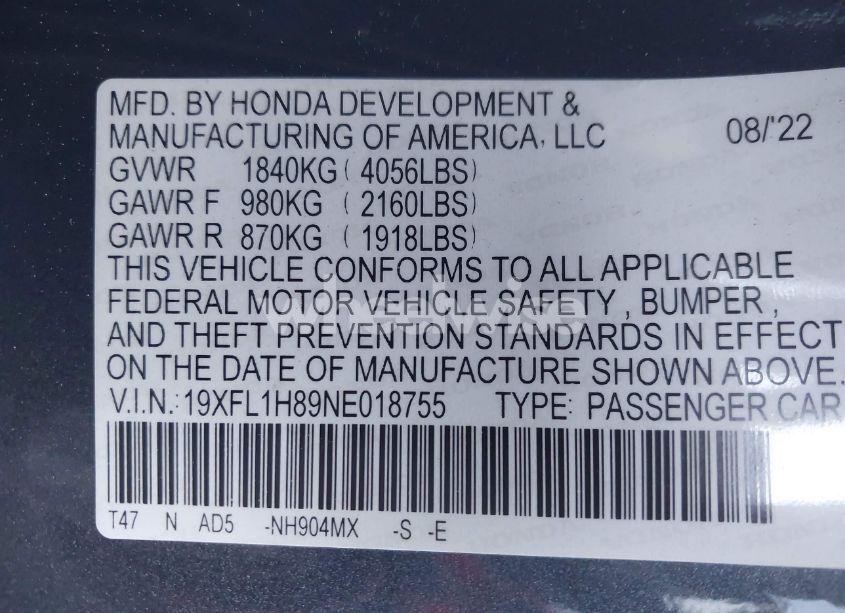 MFD. BY HONDA DEVELOPMENT &
MANUFACTURING OF AMERICA, LLC 08/'22
GVWR 1840KG ( 4056LBS)
GAWR F 980KG ( 2160LBS)
GAWR R 870KG ( 1918LBS)
THIS VEHICLE CONFORMS TO ALL APPLICABLE
FEDERAL MOTOR VEHICLE SAFETY , BUMPER ,
AND THEFT PREVENTION STANDARDS IN EFFECT
ON THE DATE OF MANUFACTURE SHOWN ABOVE.
V.I.N.: 19XFL1H89NE018755 TYPE: PASSENGER CAR
T47 N AD5 -NH904MX -S -E